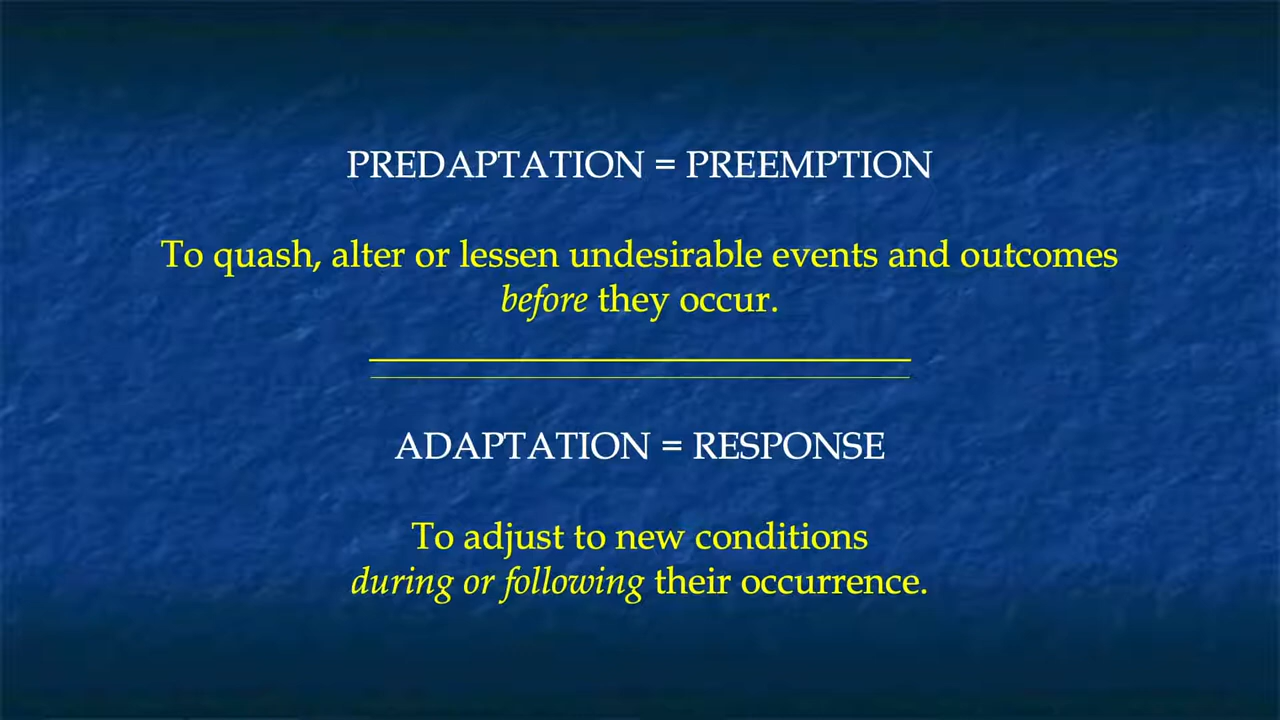 PREDAPTATION = PREEMPTION
To quash, alter or lessen undesirable events and outcomes
before they occur.
ADAPTATION = RESPONSE
To adjust to new conditions
during or following their occurrence.